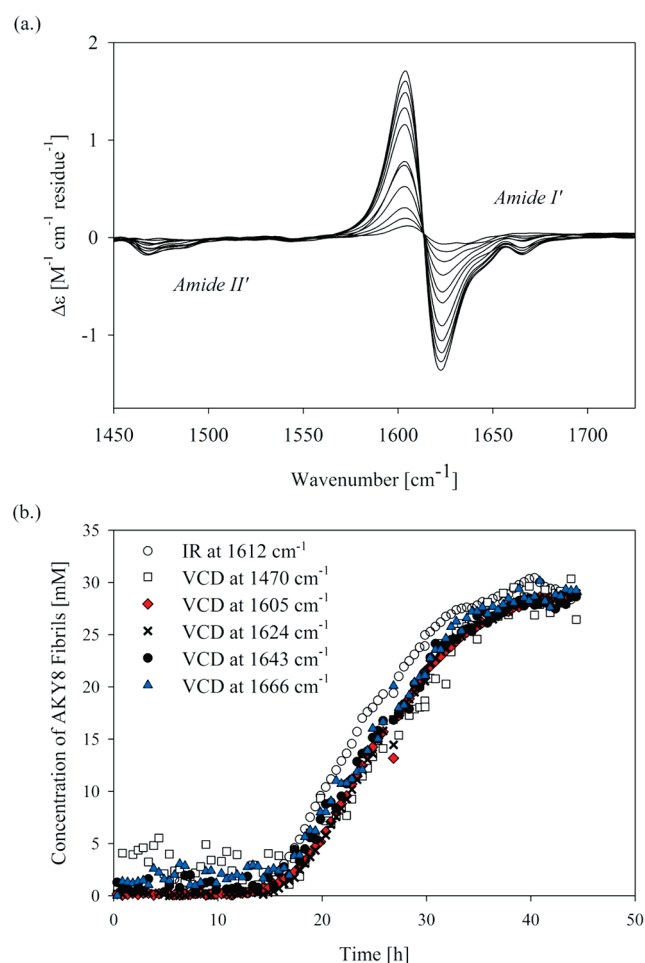 (a.)
2
1
0
-1
Δε [M⁻¹ cm⁻¹ residue⁻¹]
Amide I'
Amide II'
1450 1500 1550 1600 1650 1700
Wavenumber [cm⁻¹]
(b.)
35
30
25
20
15
10
5
0
Concentration of AKY8 Fibrils [mM]
IR at 1612 cm⁻¹
VCD at 1470 cm⁻¹
VCD at 1605 cm⁻¹
VCD at 1624 cm⁻¹
VCD at 1643 cm⁻¹
VCD at 1666 cm⁻¹
0 10 20 30 40 50
Time [h]